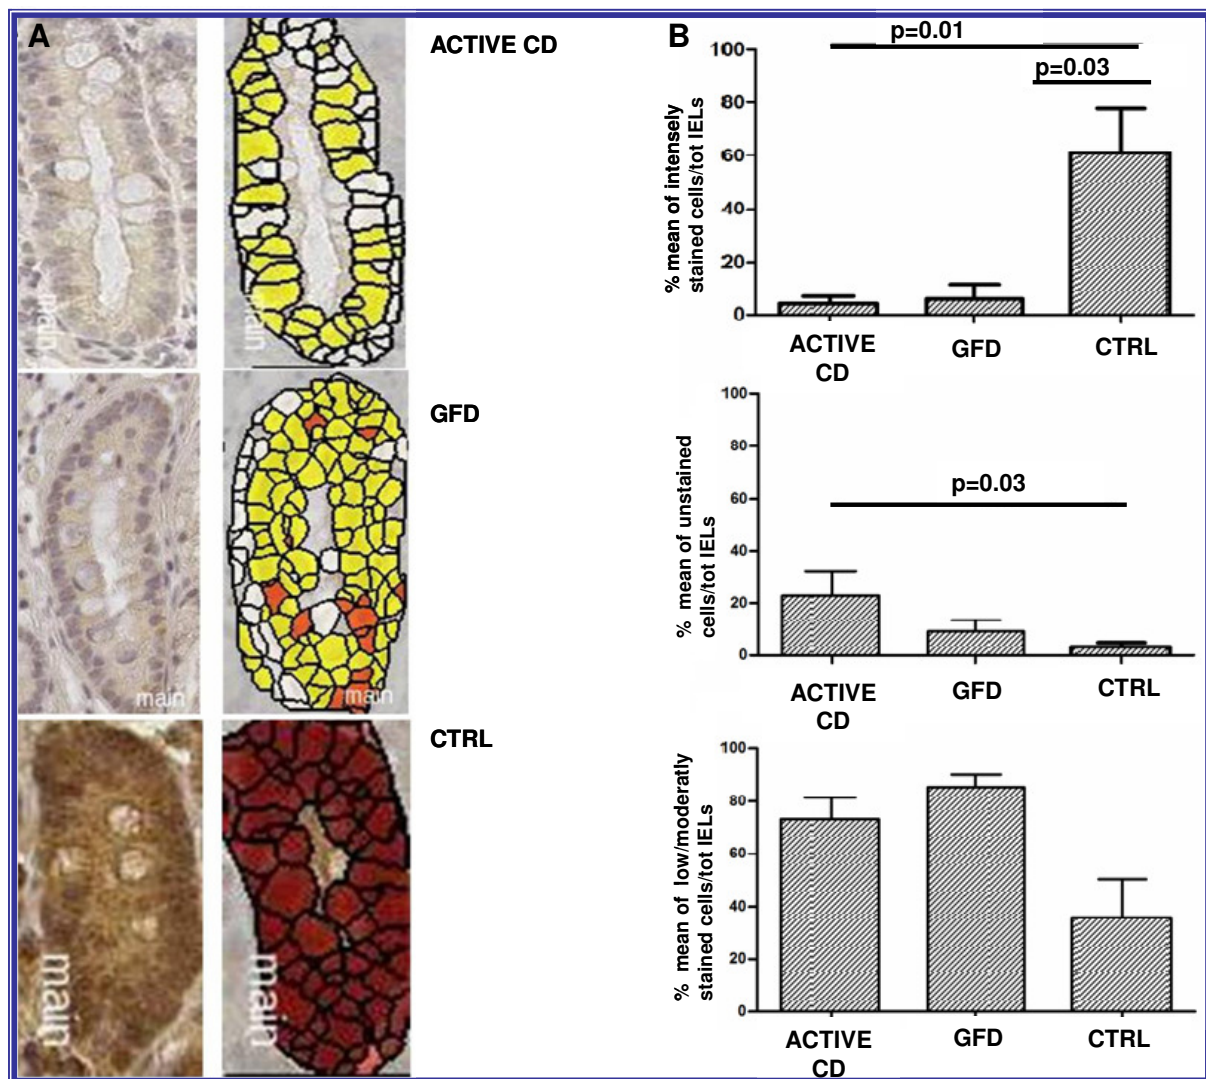 A
main
main
ACTIVE CD
main
GFD
main
main
CTRL
main
B
% mean of intensely
stained cells/tot IELs
100
80
60
40
20
0
p=0.01
p=0.03
ACTIVE
CD
GFD
CTRL
% mean of unstained
cells/tot IELs
100
80
60
40
20
0
p=0.03
ACTIVE
CD
GFD
CTRL
% mean of low/moderatly
stained cells/tot IELs
100
80
60
40
20
0
ACTIVE
CD
GFD
CTRL